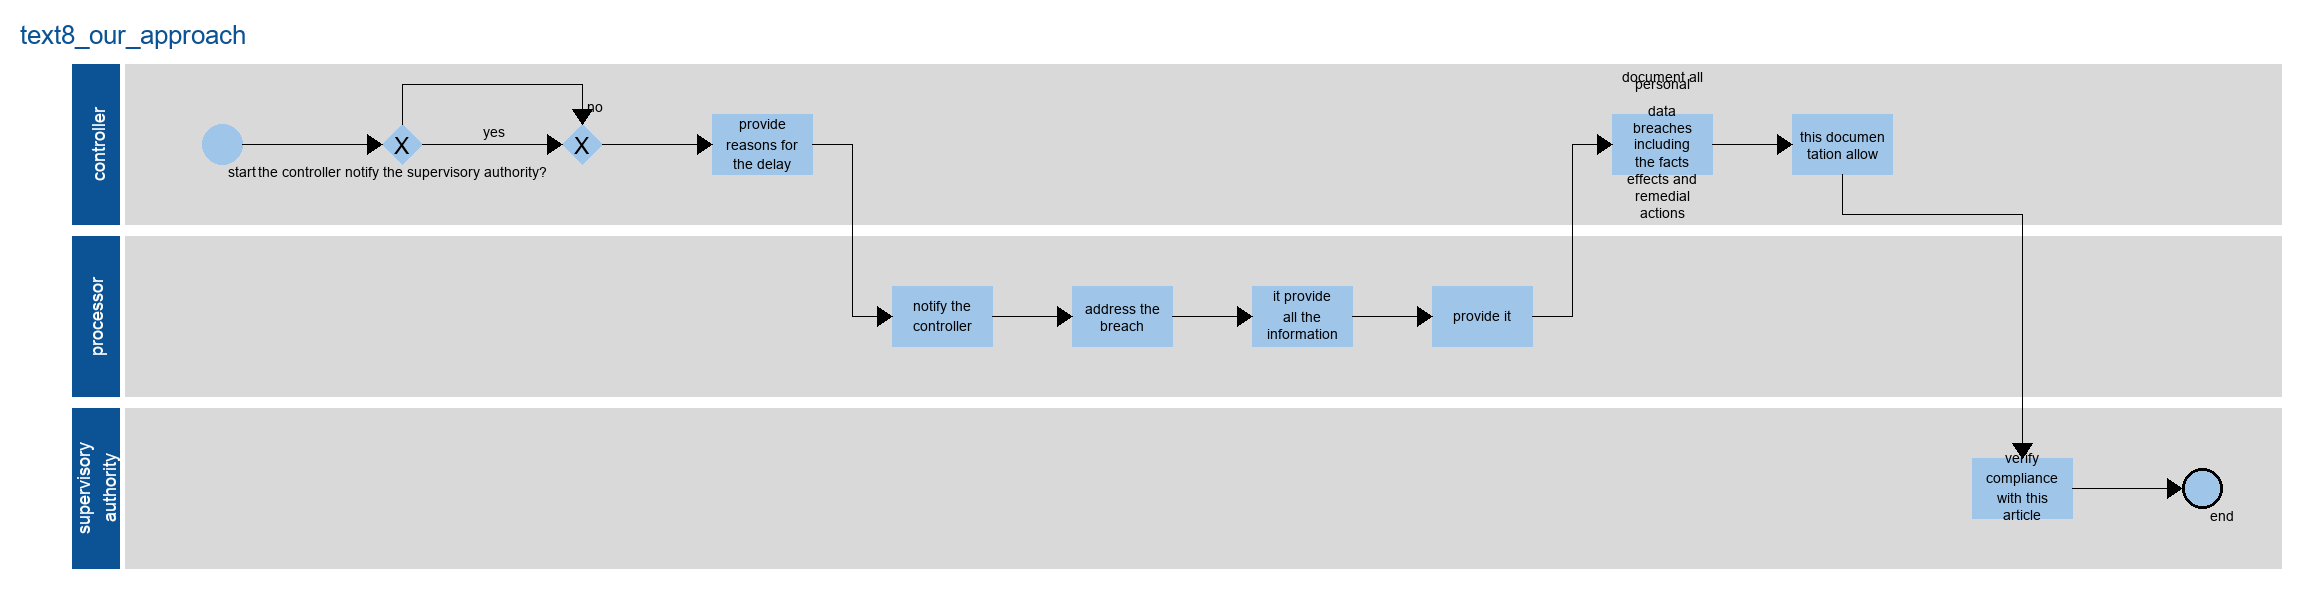 text8_our_approach
controller
X
yes
no
X
start
the controller notify the supervisory authority?
provide
reasons for
the delay
document all
personal
data
breaches
including
the facts
effects and
remedial
actions
this documen
tation allow
processor
notify the
controller
address the
breach
it provide
all the
information
provide it
supervisory
authority
verify
compliance
with this
article
end